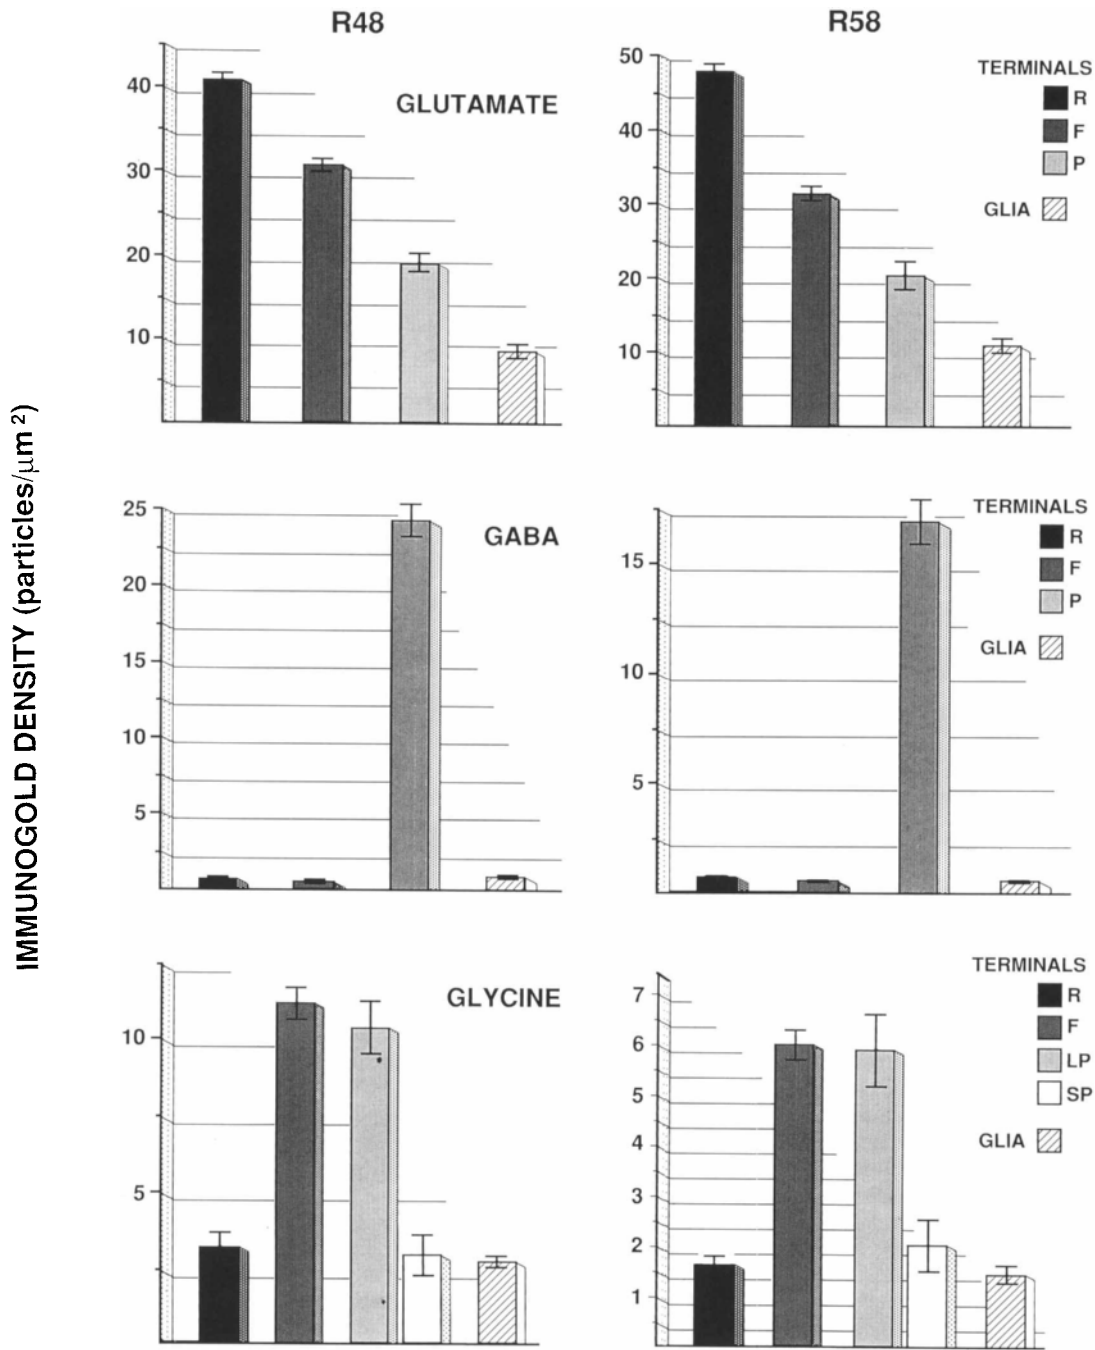 R48
R58
IMMUNOGOLD DENSITY (particles/μm²)
GLUTAMATE
40
30
20
10
50
40
30
20
10
TERMINALS
R
F
P
GLIA
GABA
25
20
15
10
5
15
10
5
TERMINALS
R
F
P
GLIA
GLYCINE
10
5
7
6
5
4
3
2
1
TERMINALS
R
F
LP
SP
GLIA